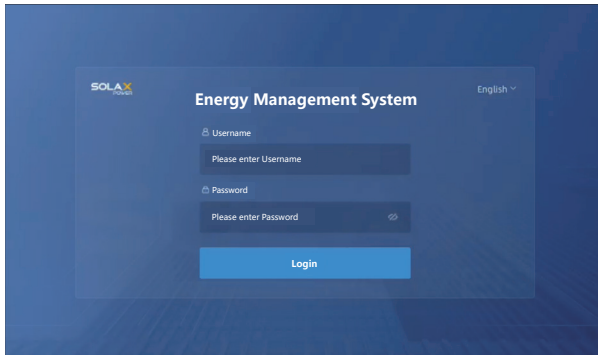 SOLAX
POWER
English
Energy Management System
Username
Please enter Username
Password
Please enter Password
Login